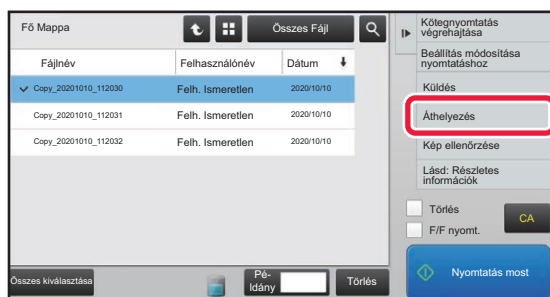 Fő Mappa
Összes Fájl
Fájlnév
Felhasználónév
Dátum
Copy_20201010_112030
Felh. Ismeretlen
2020/10/10
Copy_20201010_112031
Felh. Ismeretlen
2020/10/10
Copy_20201010_112032
Felh. Ismeretlen
2020/10/10
Összes kiválasztása
Pé-
ldány
Törlés
Kötegnyomtatás
végrehajtása
Beállítás módosítása
nyomtatáshoz
Küldés
Áthelyezés
Kép ellenőrzése
Lásd: Részletes
információk
Törlés
F/F nyomt.
CA
Nyomtatás most